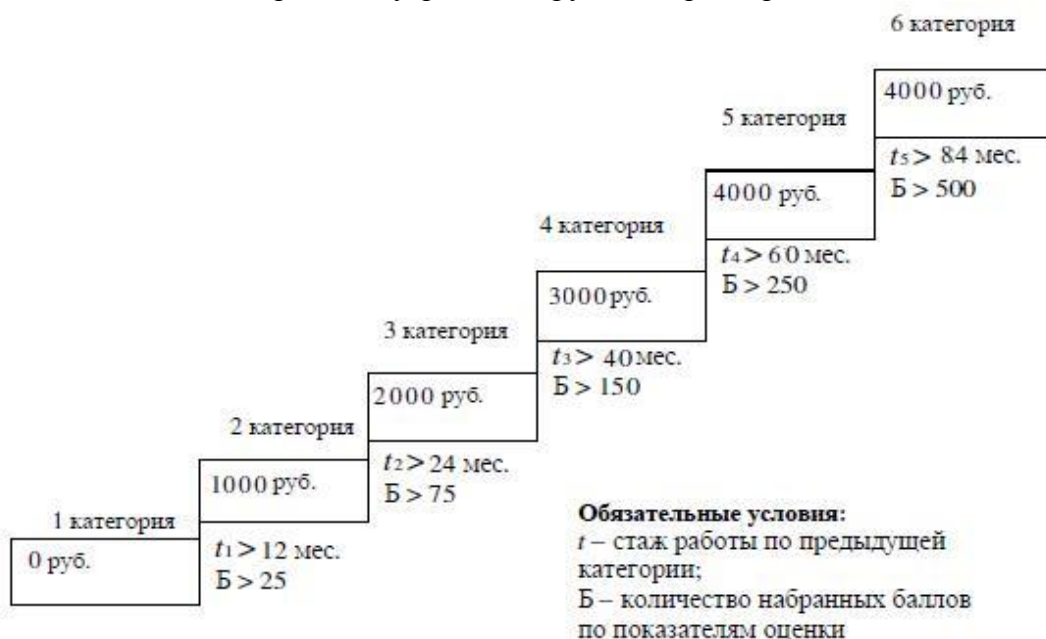 6 категория
4000 руб.
5 категория
t5 > 84 мес.
Б > 500
4000 руб.
4 категория
t4 > 60 мес.
Б > 250
3000 руб.
3 категория
t3 > 40 мес.
Б > 150
2000 руб.
2 категория
t2 > 24 мес.
Б > 75
1000 руб.
1 категория
t1 > 12 мес.
Б > 25
0 руб.
Обязательные условия:
t – стаж работы по предыдущей
категории;
Б – количество набранных баллов
по показателям оценки